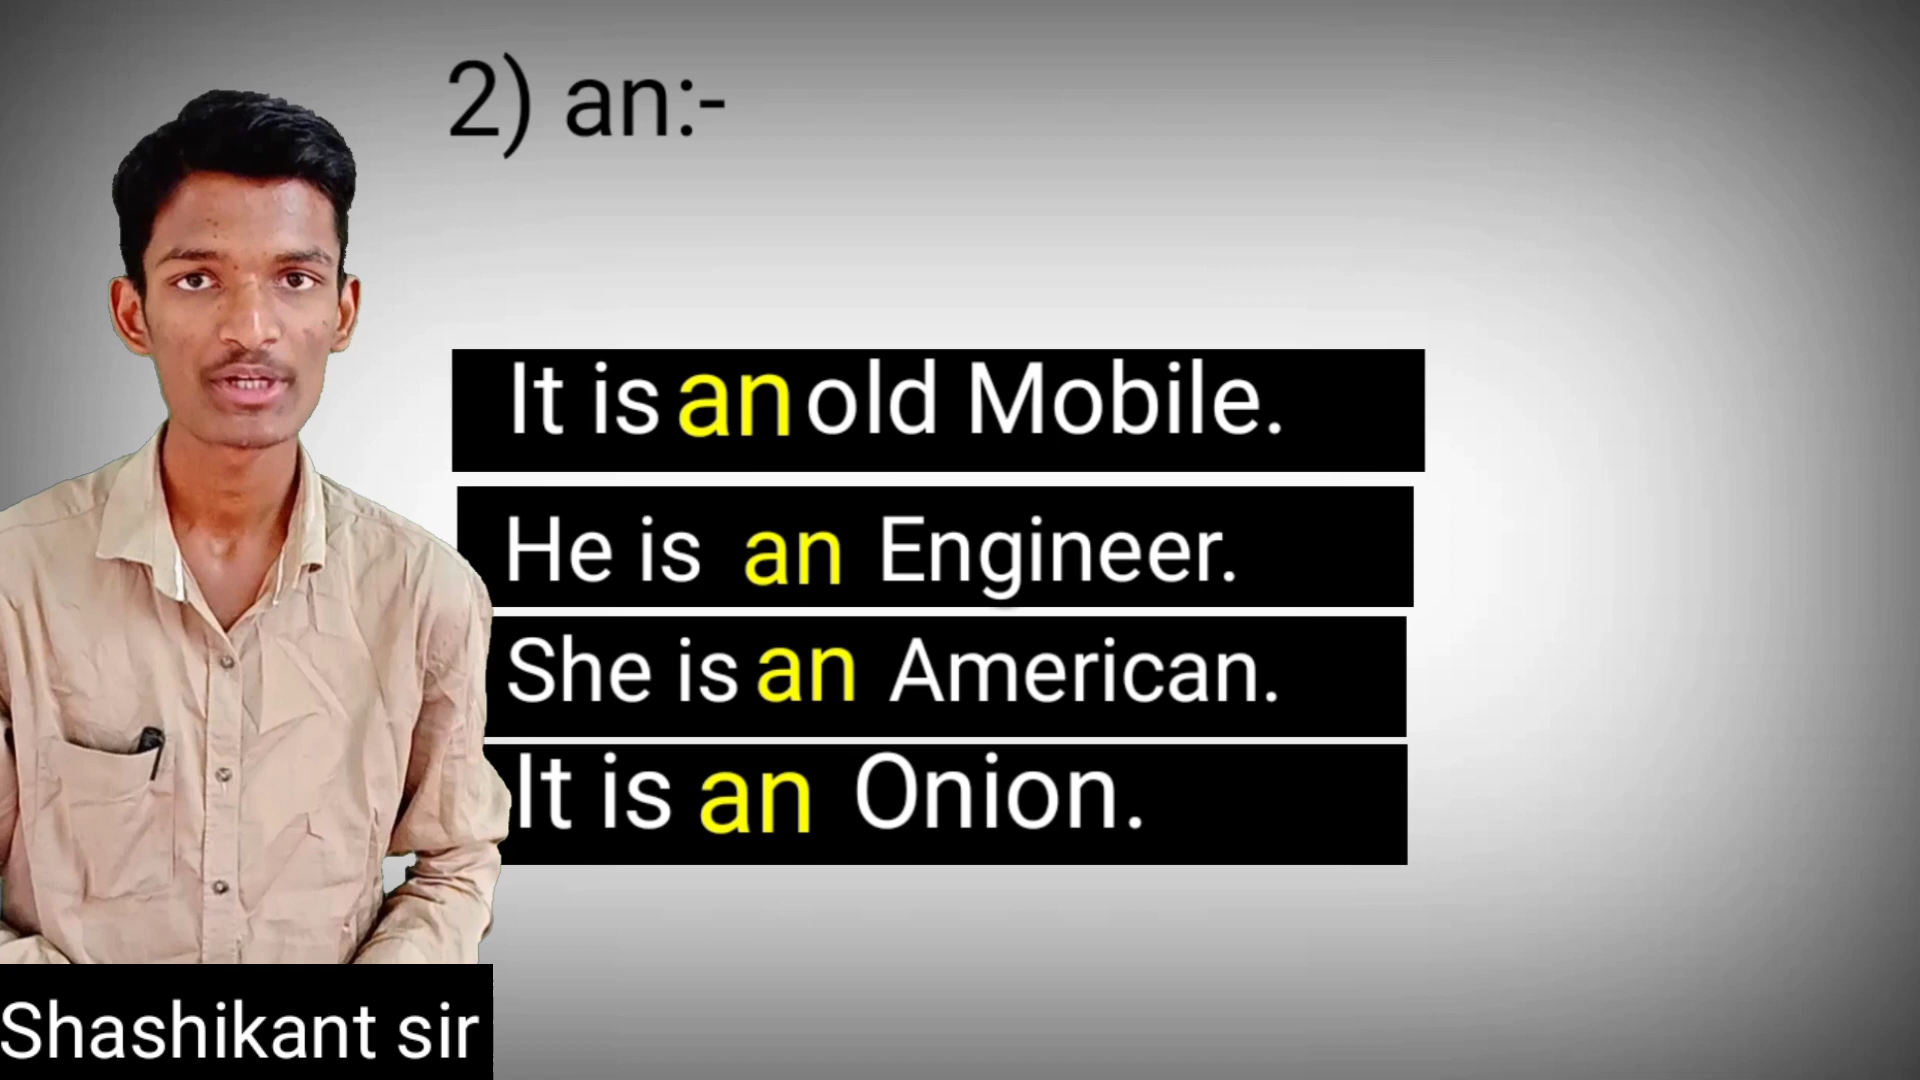 2) an:-
It is an old Mobile.
He is an Engineer.
She is an American.
It is an Onion.
Shashikant sir